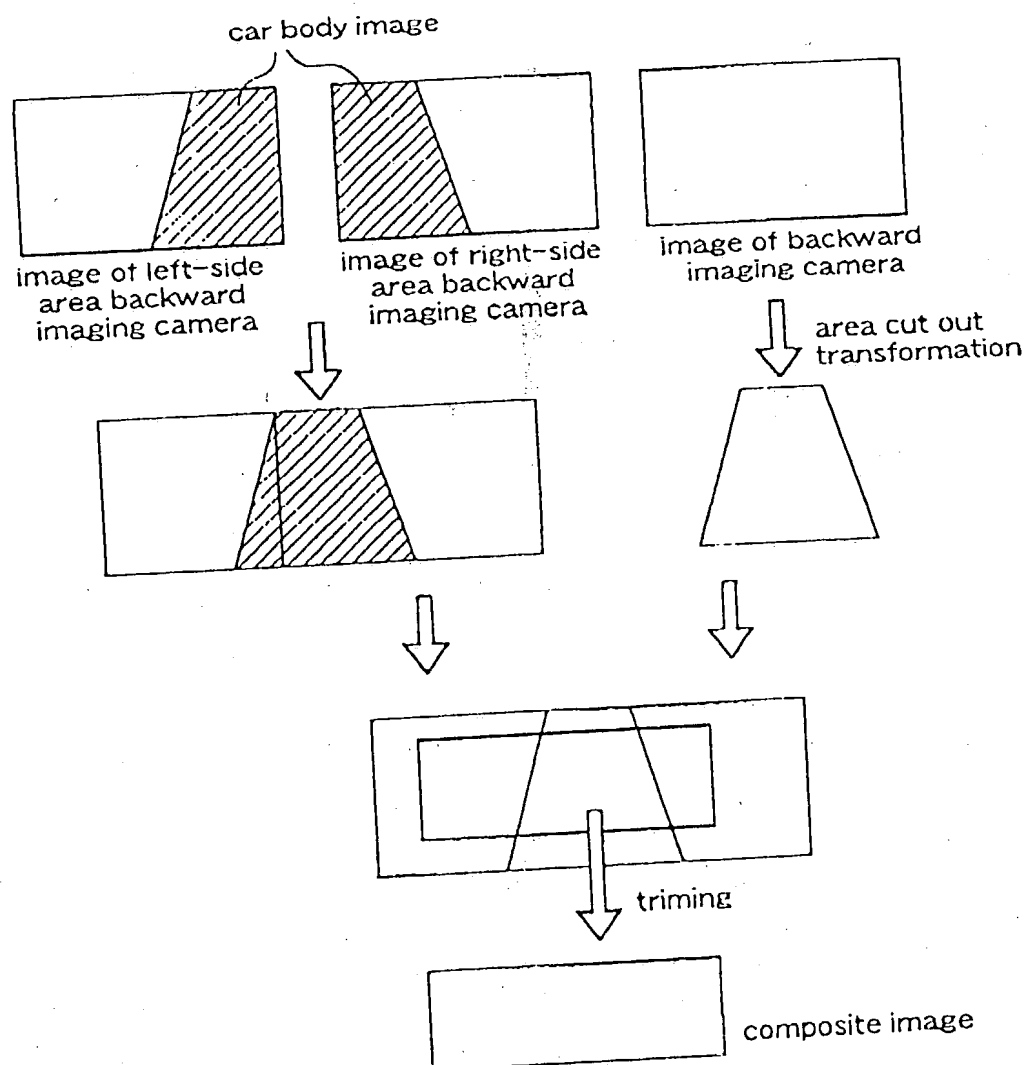 car body image
image of left-side
area backward
imaging camera
image of right-side
area backward
imaging camera
image of backward
imaging camera
area cut out
transformation
triming
composite image